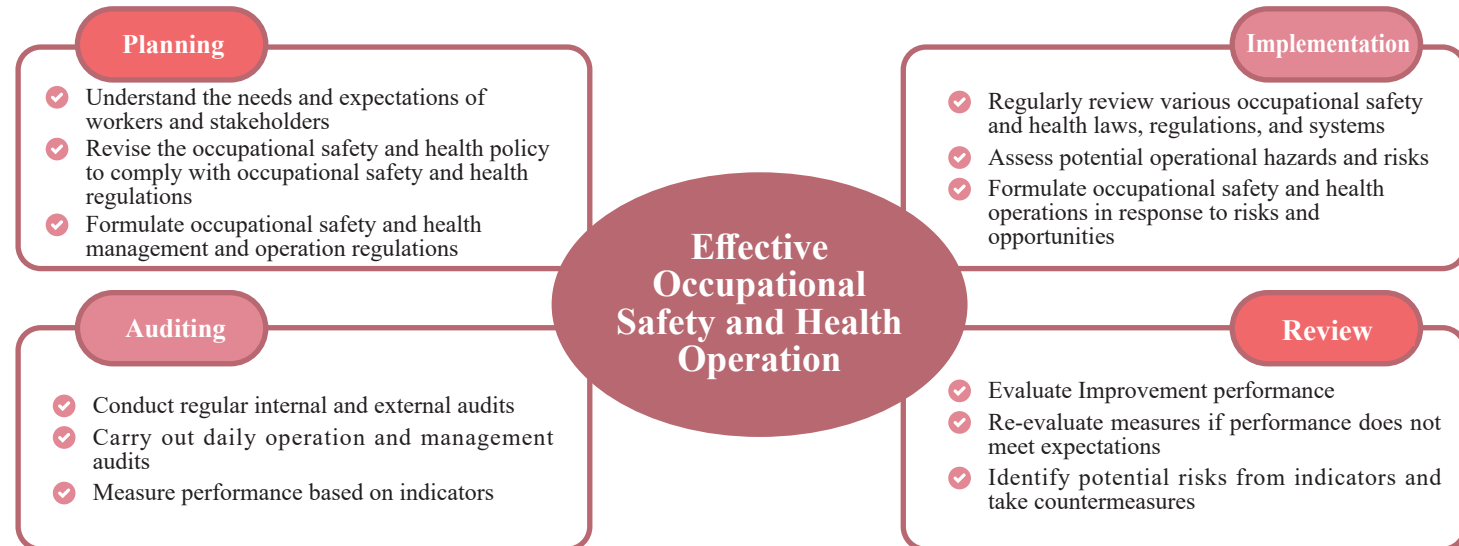 Planning
Understand the needs and expectations of
workers and stakeholders
Revise the occupational safety and health policy
to comply with occupational safety and health
regulations
Formulate occupational safety and health
management and operation regulations
Implementation
Regularly review various occupational safety
and health laws, regulations, and systems
Assess potential operational hazards and risks
Formulate occupational safety and health
operations in response to risks and
opportunities
Effective
Occupational
Safety and Health
Operation
Auditing
Conduct regular internal and external audits
Carry out daily operation and management
audits
Measure performance based on indicators
Review
Evaluate Improvement performance
Re-evaluate measures if performance does not
meet expectations
Identify potential risks from indicators and
take countermeasures